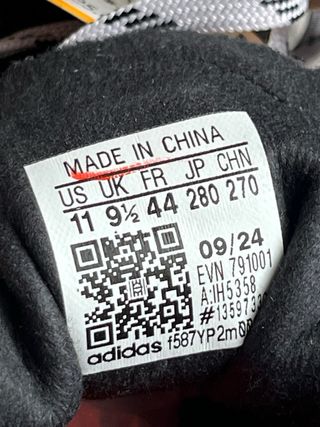 MADE IN CHINA
US UK FR JP CHN
11 9½ 44 280 270
09/24
EVN 791001
A:IH5358
adidas